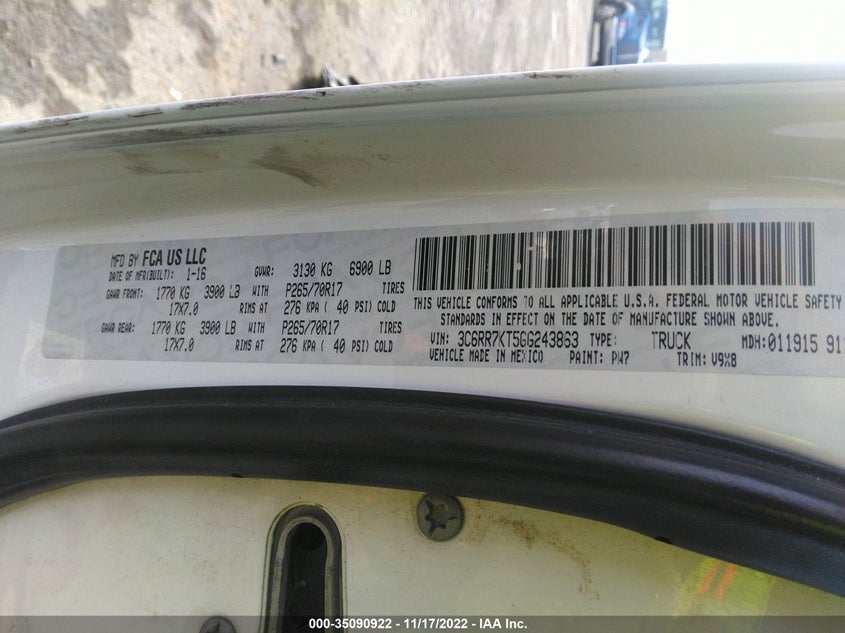 MFD BY FCA US LLC
DATE OF MFR(BUILT): 1-16 GVWR: 3130 KG 6900 LB
GAWR FRONT: 1770 KG 3900 LB WITH P265/70R17 TIRES
17X7.0 RIMS AT 276 KPA ( 40 PSI) COLD
GAWR REAR: 1770 KG 3900 LB WITH P265/70R17 TIRES
17X7.0 RIMS AT 276 KPA ( 40 PSI) COLD
THIS VEHICLE CONFORMS TO ALL APPLICABLE U.S.A. FEDERAL MOTOR VEHICLE SAFETY
STANDARDS IN EFFECT ON THE DATE OF MANUFACTURE SHOWN ABOVE.
VIN: 3C6RR7KT5GG243863 TYPE: TRUCK MDH: 011915 911
VEHICLE MADE IN MEXICO PAINT: PW7 TRIM: V9X8
000-35090922 - 11/17/2022 - IAA Inc.